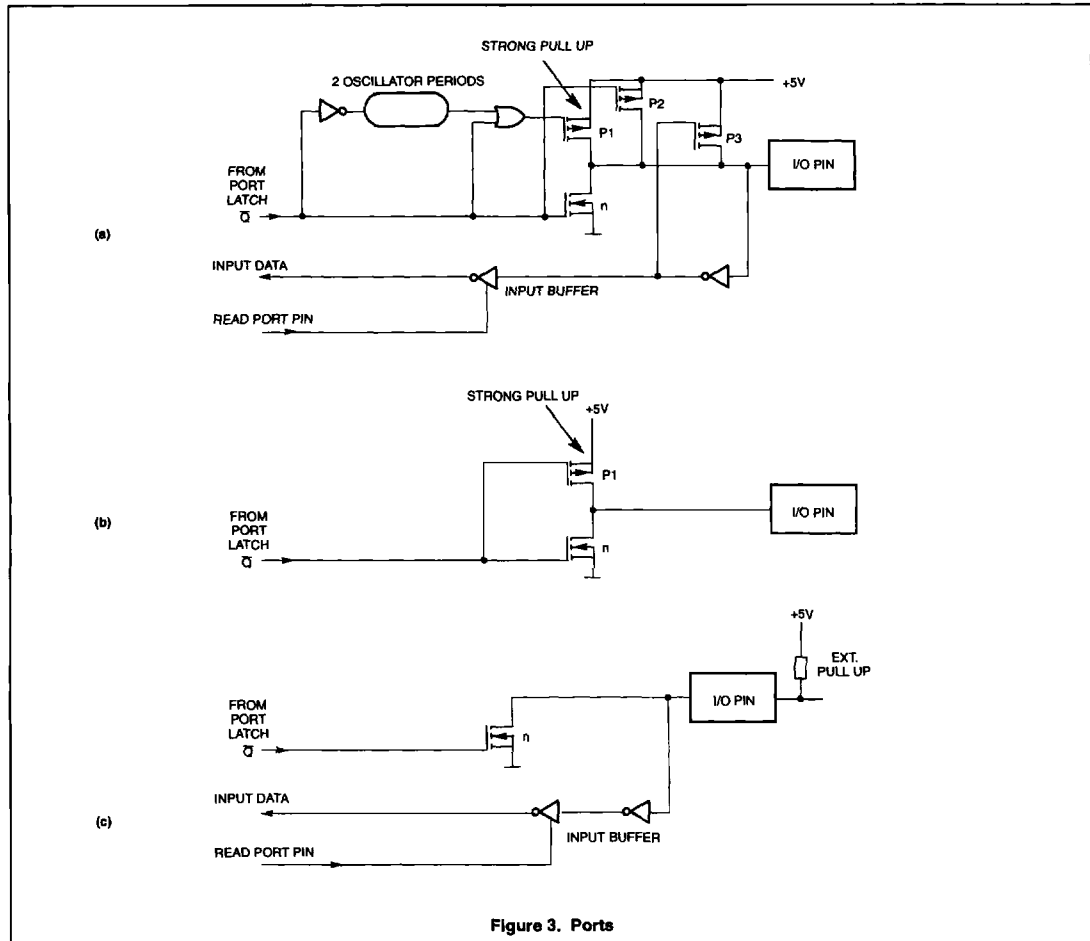 STRONG PULL UP
2 OSCILLATOR PERIODS
+5V
P2
P1
P3
I/O PIN
FROM
PORT
LATCH
Q̅
n
(a)
INPUT DATA
INPUT BUFFER
READ PORT PIN
STRONG PULL UP
+5V
P1
(b)
I/O PIN
FROM
PORT
LATCH
Q̅
n
+5V
EXT.
PULL UP
I/O PIN
FROM
PORT
LATCH
Q̅
n
INPUT DATA
(c)
INPUT BUFFER
READ PORT PIN
Figure 3. Ports